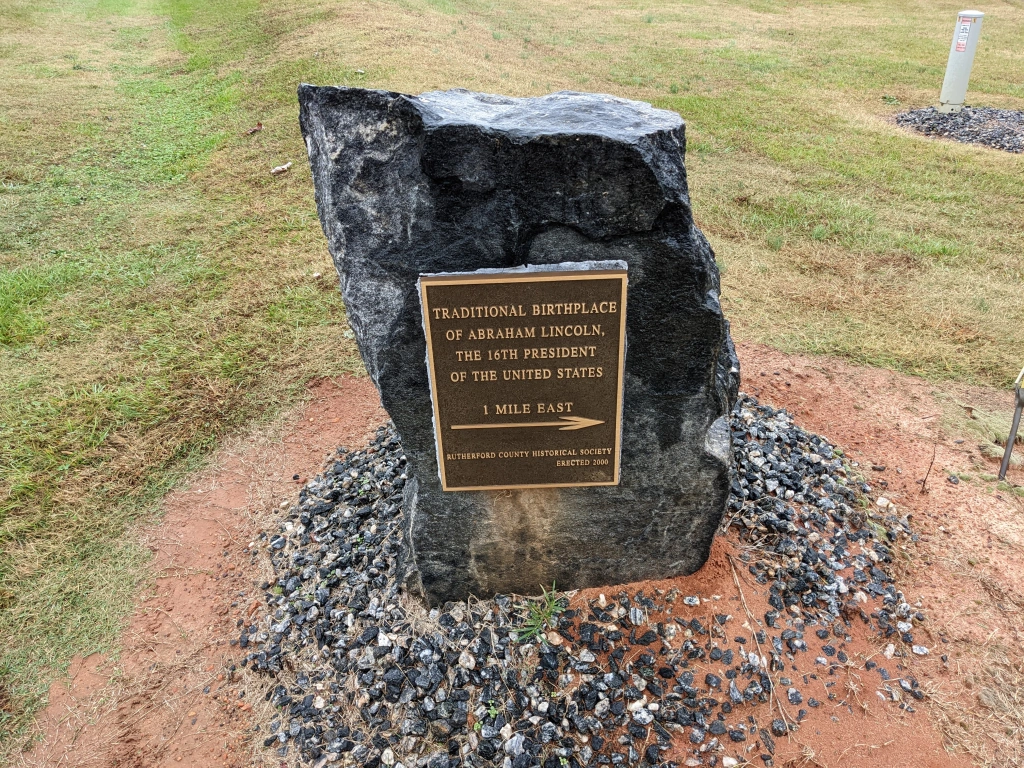 TRADITIONAL BIRTHPLACE
OF ABRAHAM LINCOLN,
THE 16TH PRESIDENT
OF THE UNITED STATES
1 MILE EAST
RUTHERFORD COUNTY HISTORICAL SOCIETY
ERECTED 2000